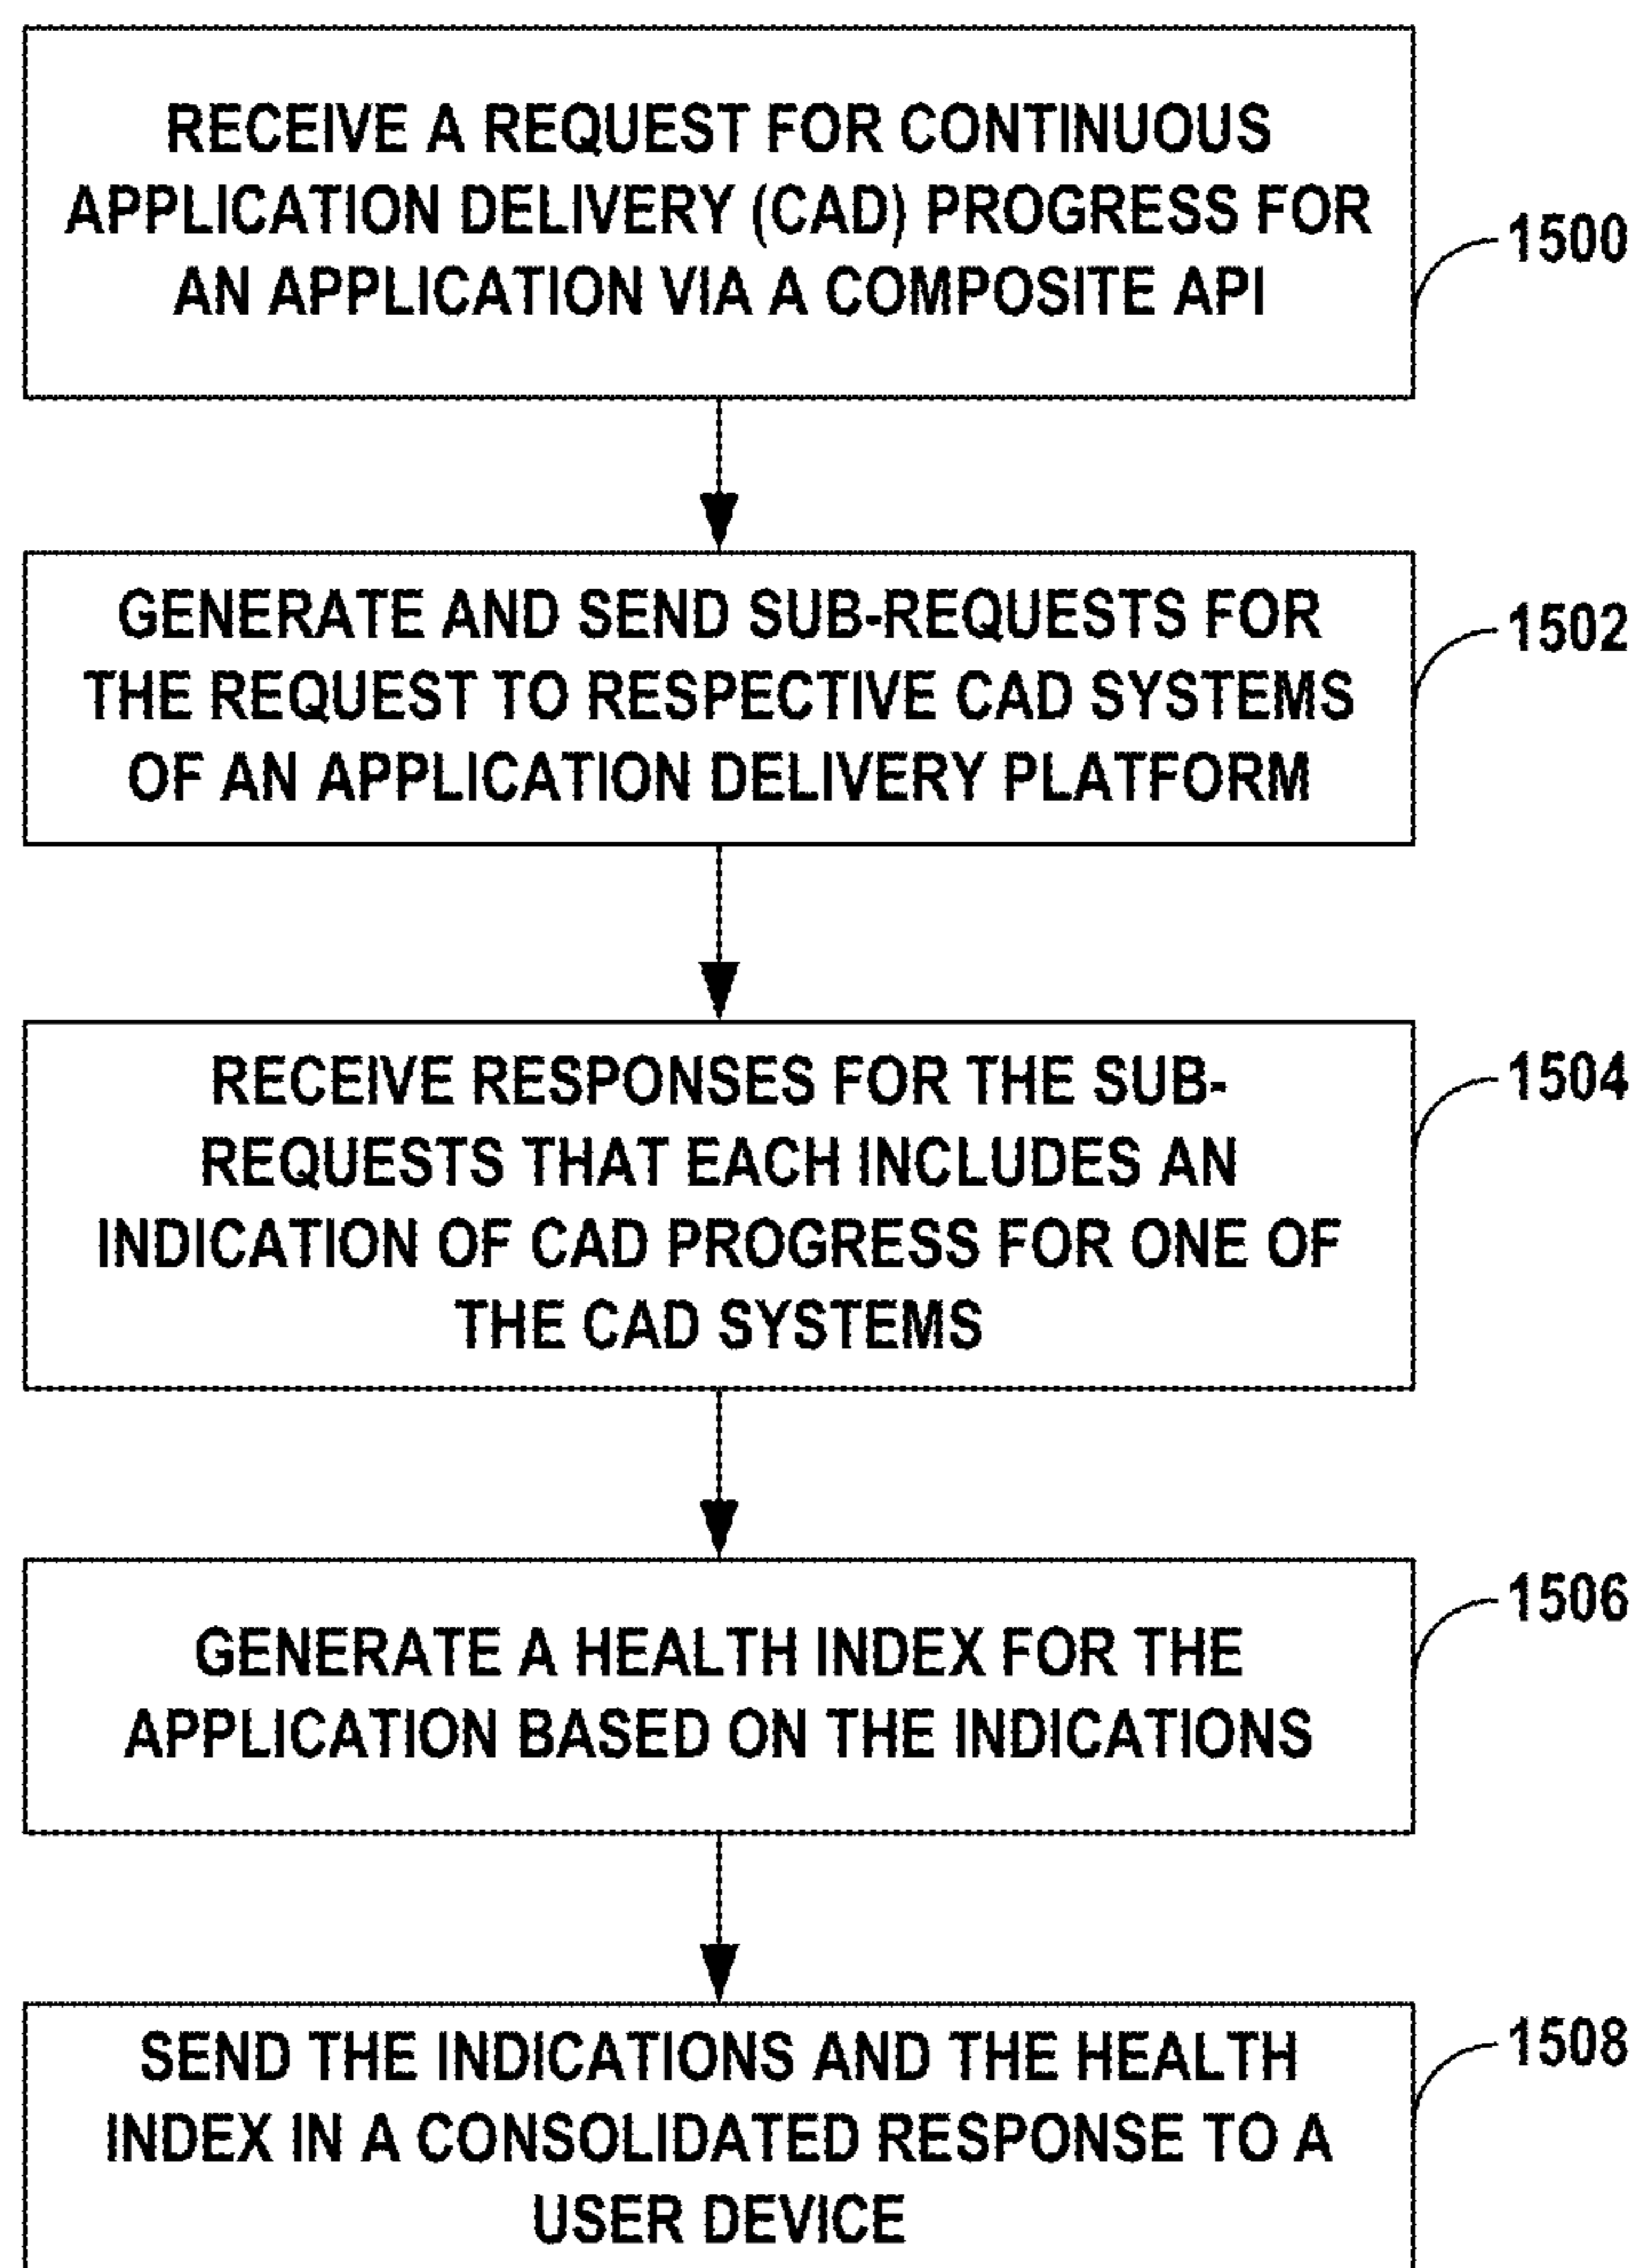 RECEIVE A REQUEST FOR CONTINUOUS
APPLICATION DELIVERY (CAD) PROGRESS FOR
AN APPLICATION VIA A COMPOSITE API
1500
GENERATE AND SEND SUB-REQUESTS FOR
THE REQUEST TO RESPECTIVE CAD SYSTEMS
OF AN APPLICATION DELIVERY PLATFORM
1502
RECEIVE RESPONSES FOR THE SUB-
REQUESTS THAT EACH INCLUDES AN
INDICATION OF CAD PROGRESS FOR ONE OF
THE CAD SYSTEMS
1504
GENERATE A HEALTH INDEX FOR THE
APPLICATION BASED ON THE INDICATIONS
1506
SEND THE INDICATIONS AND THE HEALTH
INDEX IN A CONSOLIDATED RESPONSE TO A
USER DEVICE
1508